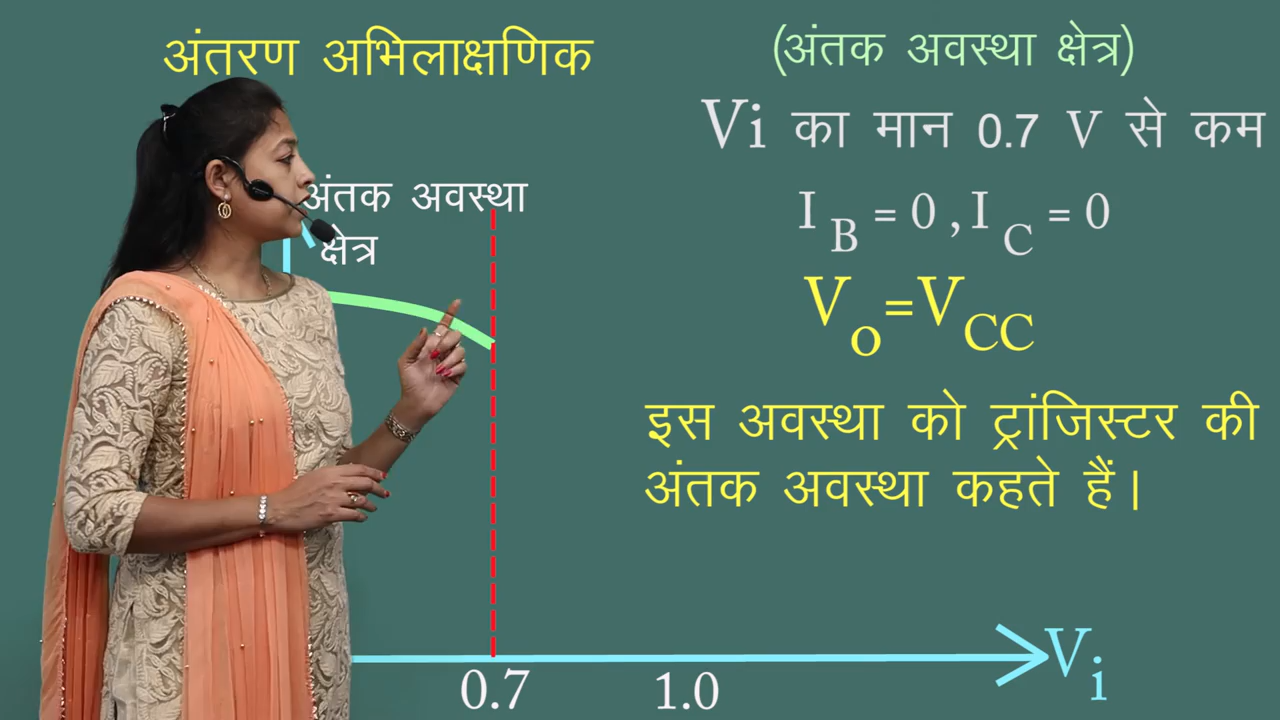 अंतरण अभिलाक्षणिक
(अंतक अवस्था क्षेत्र)
Vi का मान 0.7 V से कम
अंतक अवस्था
क्षेत्र
I B = 0 , I C = 0
Vo=VCC
इस अवस्था को ट्रांजिस्टर की
अंतक अवस्था कहते हैं।
Vi
0.7
1.0